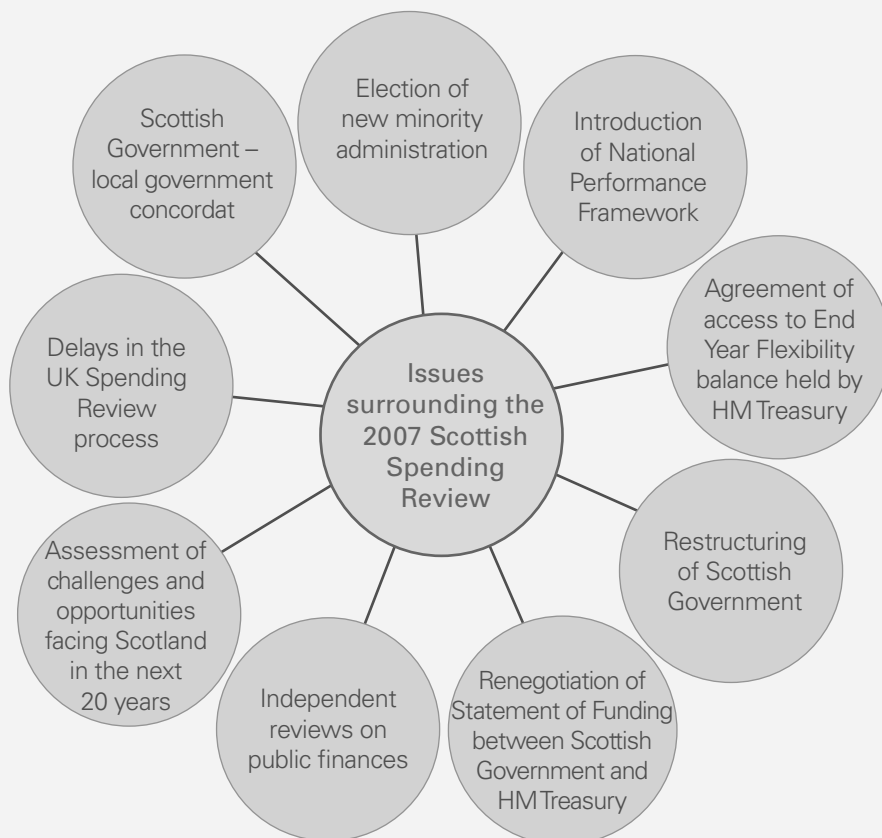 Election of
new minority
administration
Introduction
of National
Performance
Framework
Agreement of
access to End
Year Flexibility
balance held by
HM Treasury
Restructuring
of Scottish
Government
Renegotiation of
Statement of Funding
between Scottish
Government and
HM Treasury
Independent
reviews on
public finances
Assessment of
challenges and
opportunities
facing Scotland
in the next
20 years
Delays in the
UK Spending
Review
process
Scottish
Government –
local government
concordat
Issues
surrounding the
2007 Scottish
Spending
Review